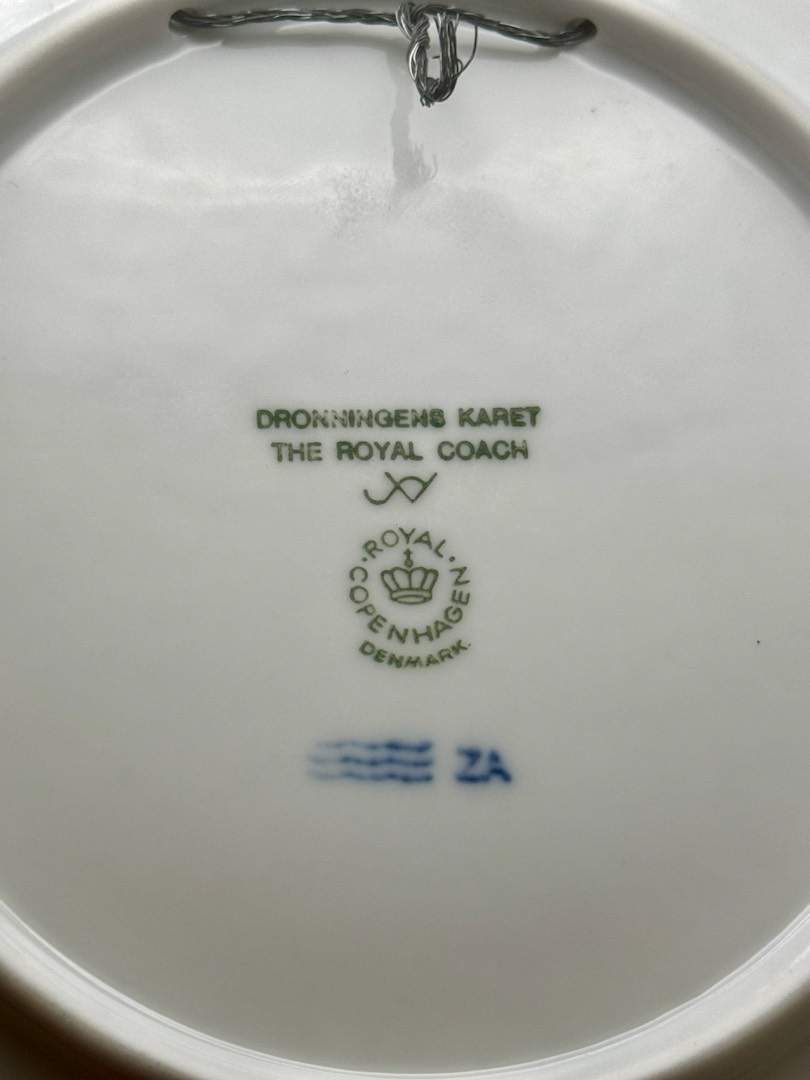 DRONNINGENS KARET
THE ROYAL COACH
ROYAL
COPENHAGEN
DENMARK
ZA